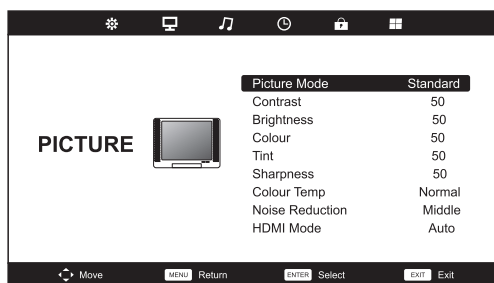 Picture Mode Standard
Contrast 50
Brightness 50
Colour 50
PICTURE
Tint 50
Sharpness 50
Colour Temp Normal
Noise Reduction Middle
HDMI Mode Auto
Move MENU Return ENTER Select EXIT Exit